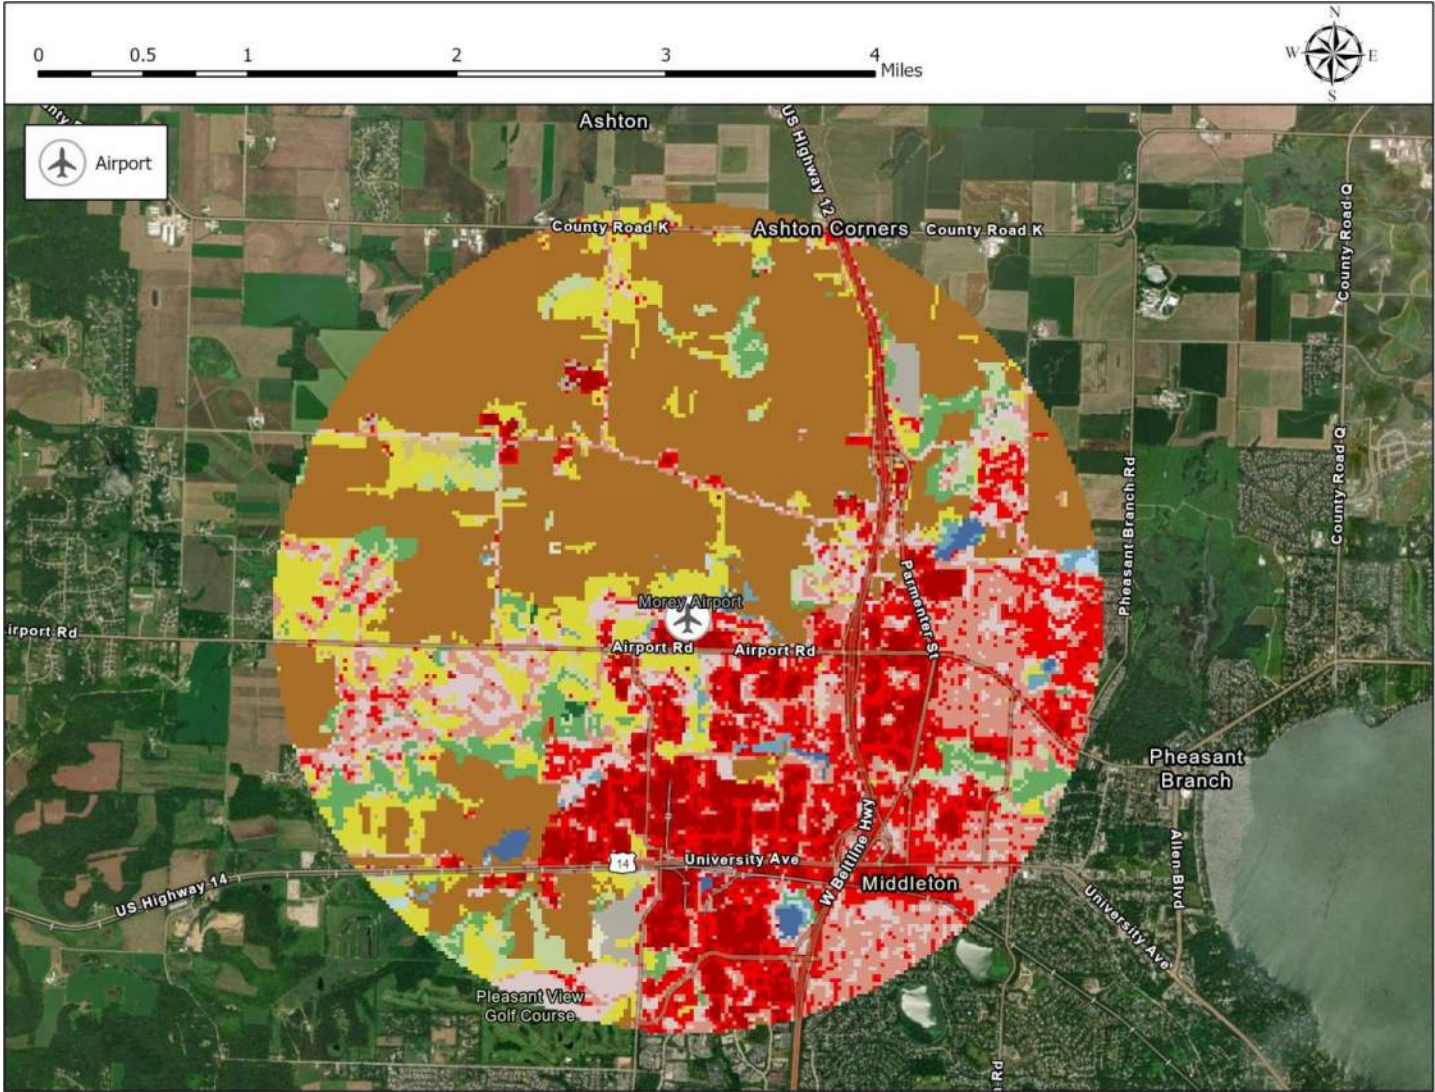 0 0.5 1 2 3 4
Miles
N
W E
S
Airport
Ashton
US Highway 12
County Road K
Ashton Corners
County Road K
County Road Q
County Road Q
Pheasant Branch Rd
Morey Airport
Parmenter St
Airport Rd
Airport Rd
Pheasant
Branch
14
University Ave
W Beltline Hwy
Allen Blvd
US Highway 14
Middleton
University Ave
Pleasant View
Golf Course
Rd